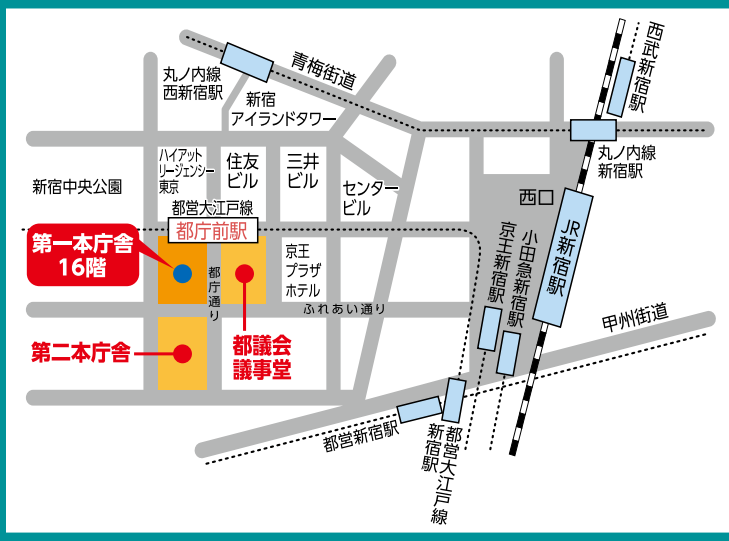 青梅街道
西武新宿駅
丸ノ内線
西新宿駅
新宿
アイランドタワー
丸ノ内線
新宿駅
新宿中央公園
ハイアット
リージェンシー
東京
住友
ビル
三井
ビル
センター
ビル
西口
都営大江戸線
都庁前駅
JR新宿駅
小田急新宿駅
京王新宿駅
第一本庁舎
16階
都庁通り
京王
プラザ
ホテル
ふれあい通り
甲州街道
第二本庁舎
都議会
議事堂
都営新宿駅
都営大江戸線
新宿駅